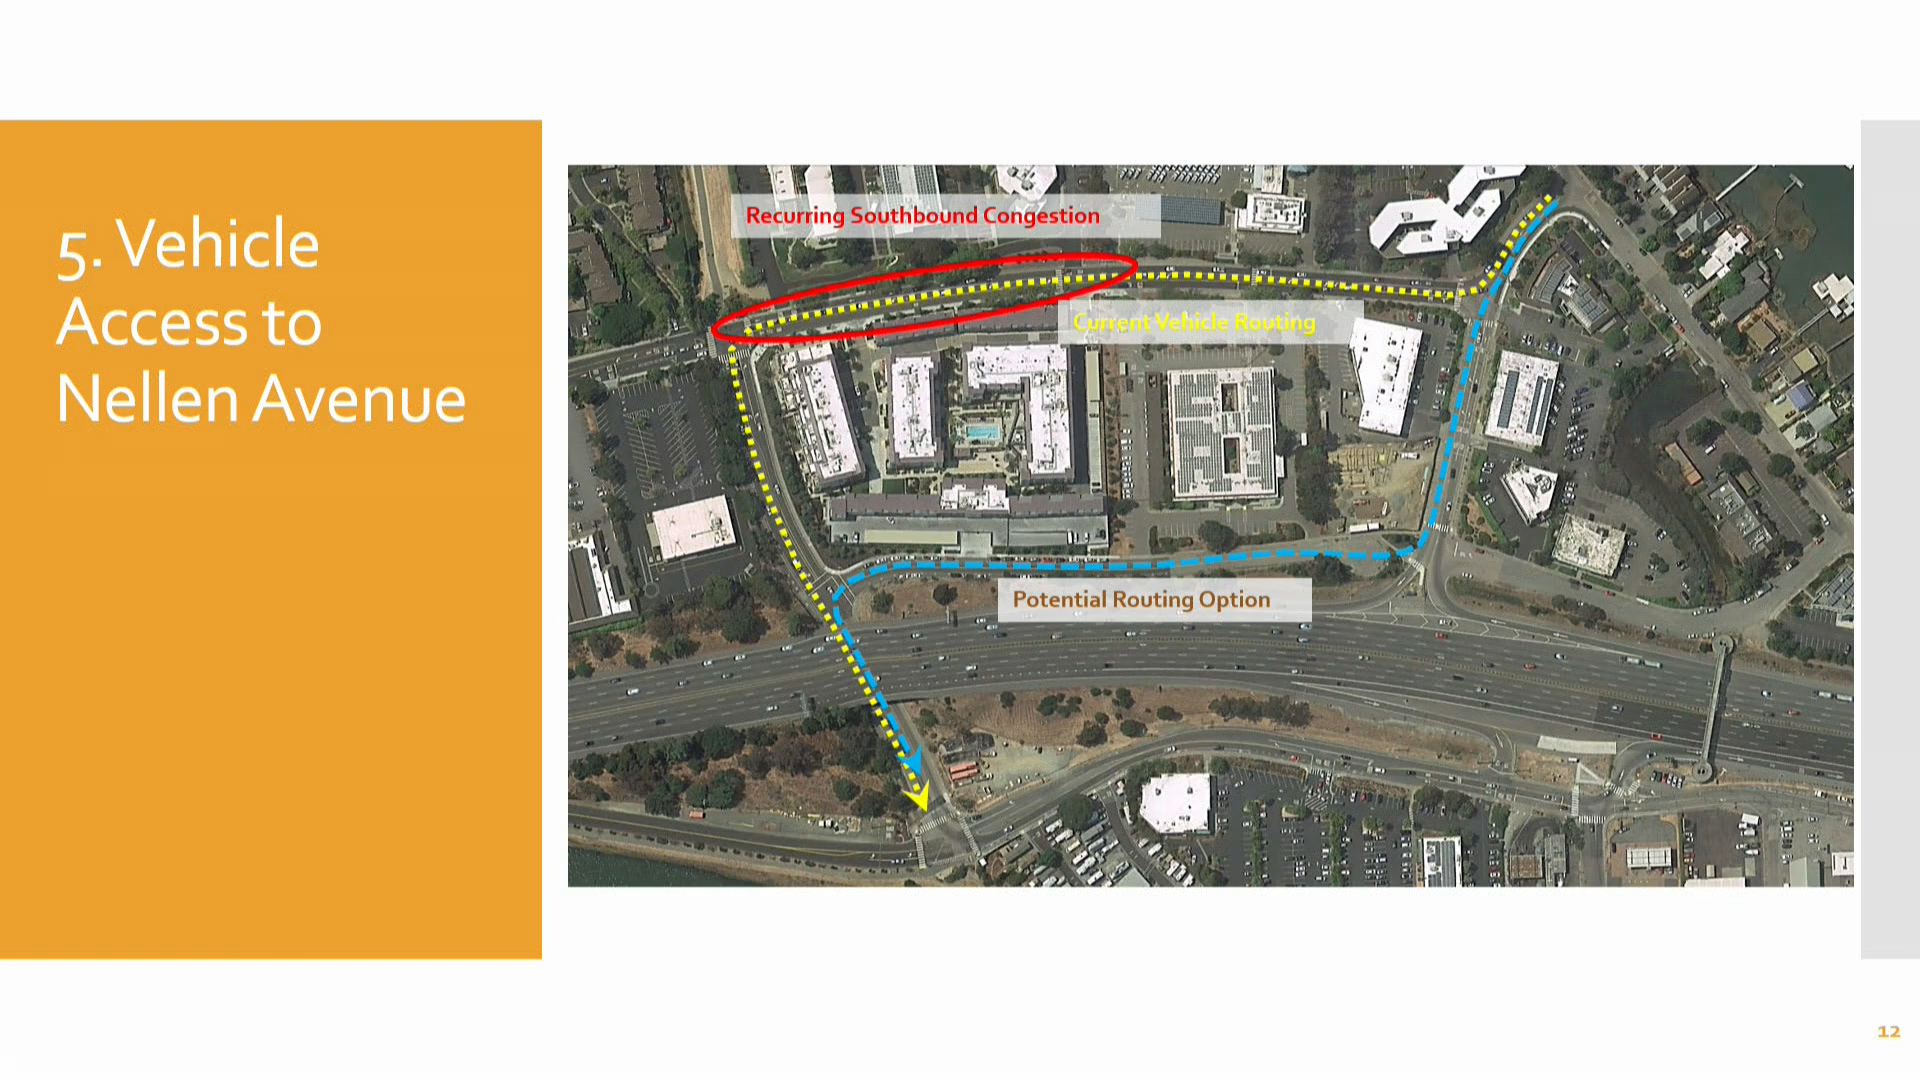 5. Vehicle
Access to
Nellen Avenue
Recurring Southbound Congestion
Current Vehicle Routing
Potential Routing Option
12